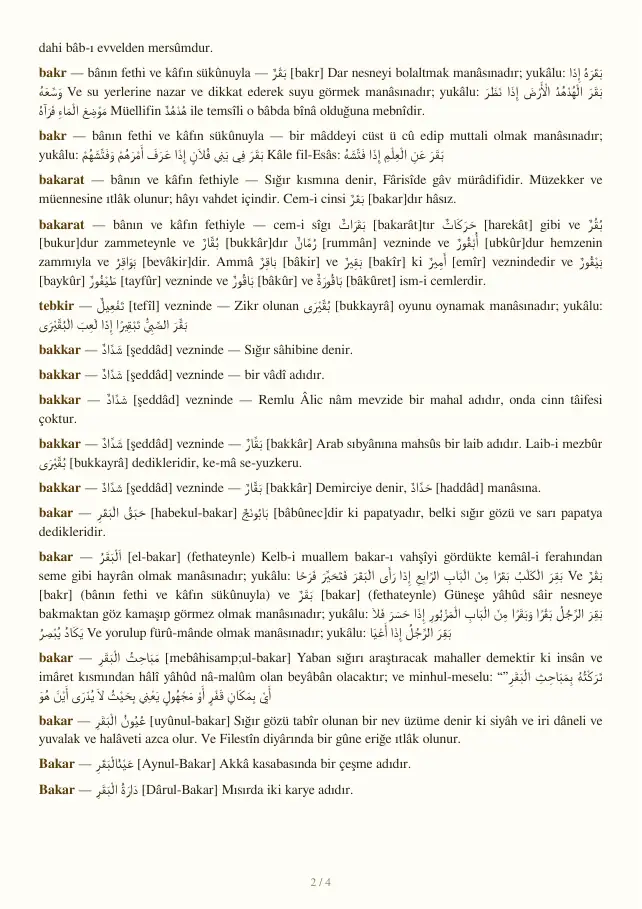 dahi bâb-ı evvelden mersûmdur.
bakr — bânın fethi ve kâfın sükûnuyla — بَقْرٌ [bakr] Dar nesneyi bolaltmak manâsınadır; yukâlu: بَقَرَهُ إِذَا
وَسَّعَهُ Ve su yerlerine nazar ve dikkat ederek suyu görmek manâsınadır; yukâlu: بَقَرَ الْهُدْهُدُ الْأَرْضَ إِذَا نَظَرَ
مَوْضِعَ الْمَاءِ فَرَآهُ Müellifin هُدْهُدٌ ile temsîli o bâbda bînâ olduğuna mebnîdir.
bakr — bânın fethi ve kâfın sükûnuyla — bir mâddeyi cüst ü cû edip muttali olmak manâsınadır;
yukâlu: بَقَرَ فِي بَنِي فُلَانٍ إِذَا عَرَفَ أَمْرَهُمْ وَفَتَّشَهُمْ Kâle fil-Esâs: بَقَرَ عَنِ الْعِلْمِ إِذَا فَتَّشَهُ
bakarat — bânın ve kâfın fethiyle — Sığır kısmına denir, Fârisîde gâv mürâdifidir. Müzekker ve
müennesine ıtlâk olunur; hâyı vahdet içindir. Cem-i cinsi بَقَرٌ [bakar]dır hâsız.
bakarat — bânın ve kâfın fethiyle — cem-i sîgı بَقَرَاتٌ [bakarât]tır حَرَكَاتٌ [harekât] gibi ve بُقُرٌ
[bukur]dur zammeteynle ve بُقَّارٌ [bukkâr]dır رُمَّانٌ [rummân] vezninde ve أُبْقُورٌ [ubkûr]dur hemzenin
zammıyla ve بَوَاقِرُ [bevâkir]dir. Ammâ بَاقِرٌ [bâkir] ve بَقِيرٌ [bakîr] ki أَمِيرٌ [emîr] veznindedir ve بَيْقُورٌ
[baykûr] طَيْفُورٌ [tayfûr] vezninde ve بَاقُورٌ [bâkûr] ve بَاقُورَةٌ [bâkûret] ism-i cemlerdir.
tebkir — تَفْعِيلٌ [tefîl] vezninde — Zikr olunan بُقَّيْرَى [bukkayrâ] oyunu oynamak manâsınadır; yukâlu:
بَقَّرَ الصَّبِيُّ تَبْقِيرًا إِذَا لَعِبَ الْبُقَّيْرَى
bakkar — شَدَّادٌ [şeddâd] vezninde — Sığır sâhibine denir.
bakkar — شَدَّادٌ [şeddâd] vezninde — bir vâdî adıdır.
bakkar — شَدَّادٌ [şeddâd] vezninde — Remlu Âlic nâm mevzide bir mahal adıdır, onda cinn tâifesi
çoktur.
bakkar — شَدَّادٌ [şeddâd] vezninde — بَقَّارٌ [bakkâr] Arab sıbyânına mahsûs bir laib adıdır. Laib-i mezbûr
بُقَّيْرَى [bukkayrâ] dedikleridir, ke-mâ se-yuzkeru.
bakkar — شَدَّادٌ [şeddâd] vezninde — بَقَّارٌ [bakkâr] Demirciye denir, حَدَّادٌ [haddâd] manâsına.
bakar — حَبَقُ الْبَقَرِ [habekul-bakar] بَابُونَجٌ [bâbûnec]dir ki papatyadır, belki sığır gözü ve sarı papatya
dedikleridir.
bakar — اَلْبَقَرُ [el-bakar] (fethateynle) Kelb-i muallem bakar-ı vahşîyi gördükte kemâl-i ferahından
seme gibi hayrân olmak manâsınadır; yukâlu: بَقِرَ الْكَلْبُ بَقَرًا مِنَ الْبَابِ الرَّابِعِ إِذَا رَأَى الْبَقَرَ فَتَحَيَّرَ فَرَحًا Ve بَقْرٌ
[bakr] (bânın fethi ve kâfın sükûnuyla) ve بَقَرٌ [bakar] (fethateynle) Güneşe yâhûd sâir nesneye
bakmaktan göz kamaşıp görmez olmak manâsınadır; yukâlu: بَقِرَ الرَّجُلُ بَقْرًا وَبَقَرًا مِنَ الْبَابِ الْمَزْبُورِ إِذَا حَسَرَ فَلَا
يَكَادُ يُبْصِرُ Ve yorulup fürû-mânde olmak manâsınadır; yukâlu: بَقِرَ الرَّجُلُ إِذَا أَعْيَا
bakar — مَبَاحِثُ الْبَقَرِ [mebâhisamp;ul-bakar] Yaban sığırı araştıracak mahaller demektir ki insân ve
imâret kısmından hâlî yâhûd nâ-malûm olan beyâbân olacaktır; ve minhul-meselu: “”تَرَكْتُهُ بِمَبَاحِثِ الْبَقَرِ
أَيْ بِمَكَانٍ قَفْرٍ أَوْ مَجْهُولٍ يَعْنِي بِحَيْثُ لَا يُدْرَى أَيْنَ هُوَ
bakar — عُيُونُ الْبَقَرِ [uyûnul-bakar] Sığır gözü tabîr olunan bir nev üzüme denir ki siyâh ve iri dâneli ve
yuvalak ve halâveti azca olur. Ve Filestîn diyârında bir gûne eriğe ıtlâk olunur.
Bakar — عَيْنُالْبَقَرِ [Aynul-Bakar] Akkâ kasabasında bir çeşme adıdır.
Bakar — دَارَةُ الْبَقَرِ [Dârul-Bakar] Mısırda iki karye adıdır.
2 / 4